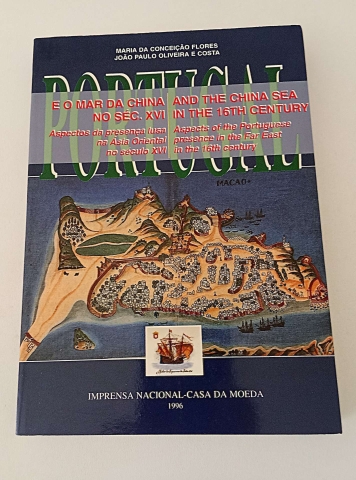 MARIA DA CONCEIÇÃO FLORES
JOÃO PAULO OLIVEIRA E COSTA
PORTUGAL
E O MAR DA CHINA
NO SÉC. XVI
Aspectos da presença lusa
na Ásia Oriental
no século XVI
AND THE CHINA SEA
IN THE 16TH CENTURY
Aspects of the Portuguese
presence in the Far East
in the 16th century
MACAO
IMPRENSA NACIONAL-CASA DA MOEDA
1996